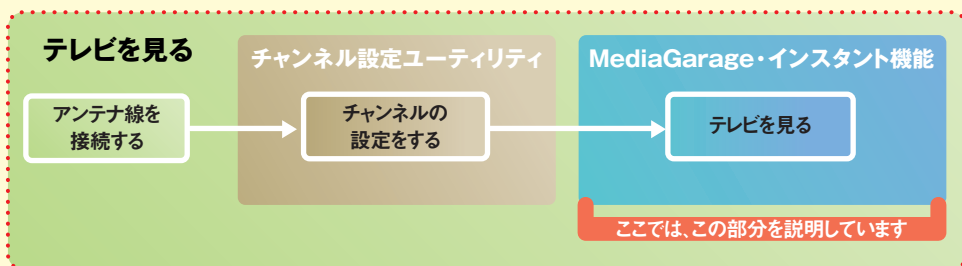 テレビを見る
チャンネル設定ユーティリティ
MediaGarage・インスタント機能
アンテナ線を
接続する
チャンネルの
設定をする
テレビを見る
ここでは、この部分を説明しています